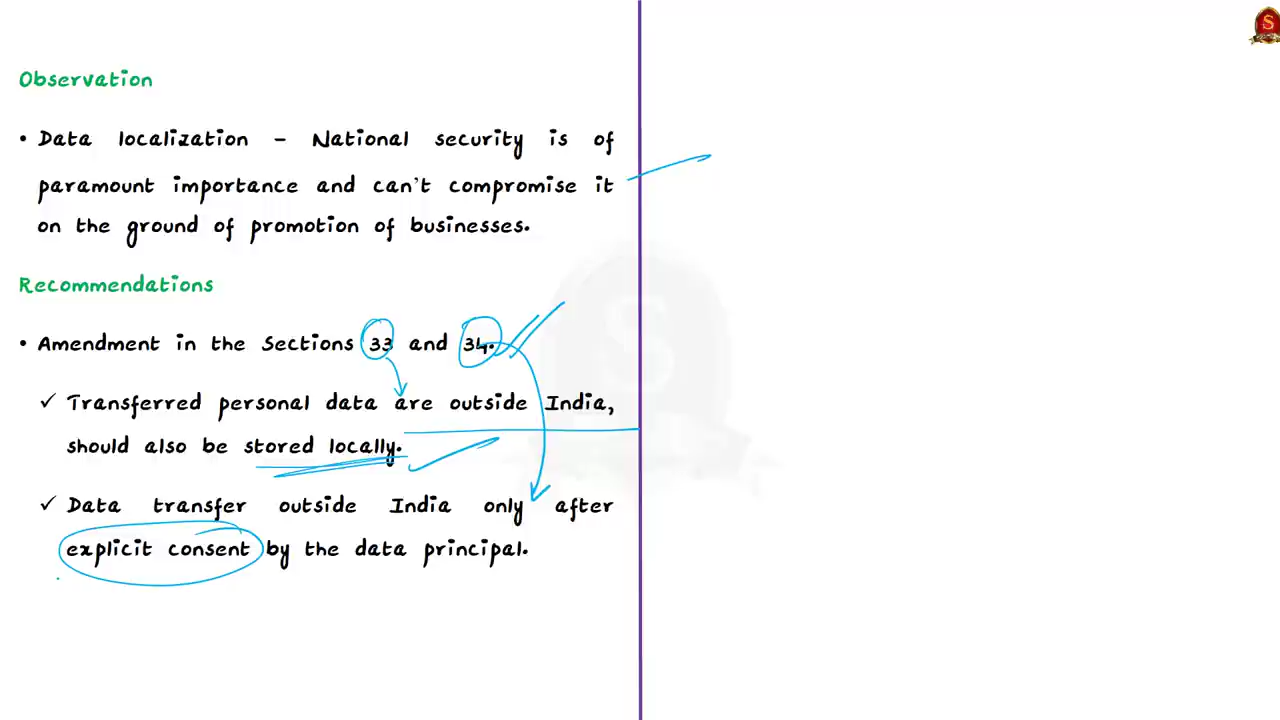 Observation
• Data localization – National security is of
paramount importance and can't compromise it
on the ground of promotion of businesses.
Recommendations
• Amendment in the Sections 33 and 34.
✓ Transferred personal data are outside India,
should also be stored locally.
✓ Data transfer outside India only after
explicit consent by the data principal.
S
S